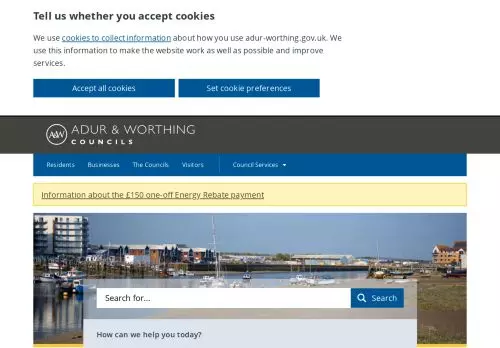 Tell us whether you accept cookies
We use cookies to collect information about how you use adur-worthing.gov.uk. We
use this information to make the website work as well as possible and improve
services.
Accept all cookies
Set cookie preferences
A&W ADUR & WORTHING
COUNCILS
Residents
Businesses
The Councils
Visitors
Council Services
Information about the £150 one-off Energy Rebate payment
Search for...
Search
How can we help you today?